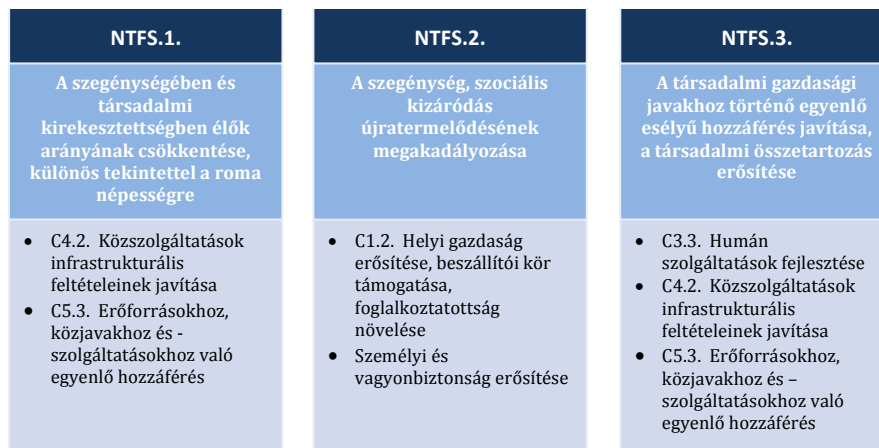 NTFS.1.
A szegénységében és
társadalmi
kirekesztettségben élők
arányának csökkentése,
különös tekintettel a roma
népességre
• C4.2. Közszolgáltatások
infrastrukturális
feltételeinek javítása
• C5.3. Erőforrásokhoz,
közjavakhoz és -
szolgáltatásokhoz való
egyenlő hozzáférés
NTFS.2.
A szegénység, szociális
kizáródás
újratermelődésének
megakadályozása
• C1.2. Helyi gazdaság
erősítése, beszállítói kör
támogatása,
foglalkoztatottság
növelése
• Személyi és
vagyonbiztonság erősítése
NTFS.3.
A társadalmi gazdasági
javakhoz történő egyenlő
esélyű hozzáférés javítása,
a társadalmi összetartozás
erősítése
• C3.3. Humán
szolgáltatások fejlesztése
• C4.2. Közszolgáltatások
infrastrukturális
feltételeinek javítása
• C5.3. Erőforrásokhoz,
közjavakhoz és –
szolgáltatásokhoz való
egyenlő hozzáférés